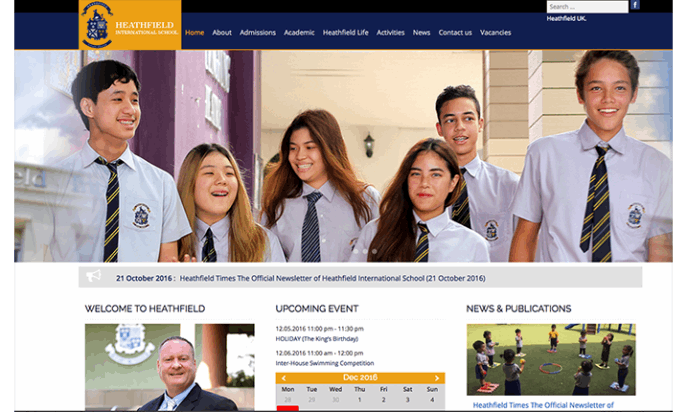 Search ...
Heathfield UK.
HEATHFIELD
INTERNATIONAL SCHOOL
Home About Admissions Academic Heathfield Life Activities News Contact us Vacancies
21 October 2016 : Heathfield Times The Official Newsletter of Heathfield International School (21 October 2016)
WELCOME TO HEATHFIELD
UPCOMING EVENT
12.05.2016 11:00 pm - 11:30 pm
HOLIDAY (The King's Birthday)
12.06.2016 11:00 am - 12:00 pm
Inter-House Swimming Competition
Dec 2016
Mon Tue Wed Thu Fri Sat Sun
28 29 30 1 2 3 4
NEWS & PUBLICATIONS
Heathfield Times The Official Newsletter of